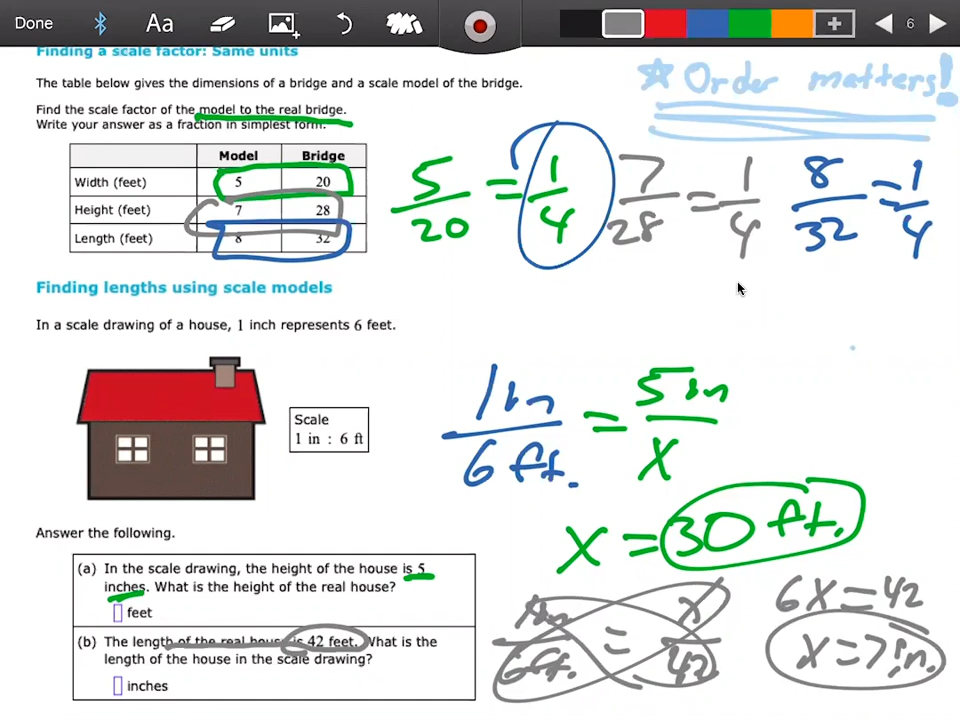 Done
Aa
6
Finding a scale factor: Same units
The table below gives the dimensions of a bridge and a scale model of the bridge.
Find the scale factor of the model to the real bridge.
Write your answer as a fraction in simplest form.
Order matters!
Model Bridge
Width (feet) 5 20
Height (feet) 7 28
Length (feet) 8 32
5/20 = 1/4
7/28 = 1/4
8/32 = 1/4
Finding lengths using scale models
In a scale drawing of a house, 1 inch represents 6 feet.
Scale
1 in : 6 ft
1 in/6 ft. = 5 in/x
x = 30 ft.
Answer the following.
(a) In the scale drawing, the height of the house is 5
inches. What is the height of the real house?
feet
(b) The length of the real house is 42 feet. What is the
length of the house in the scale drawing?
inches
1in/6ft. = x/42
6x = 42
x = 7 in.